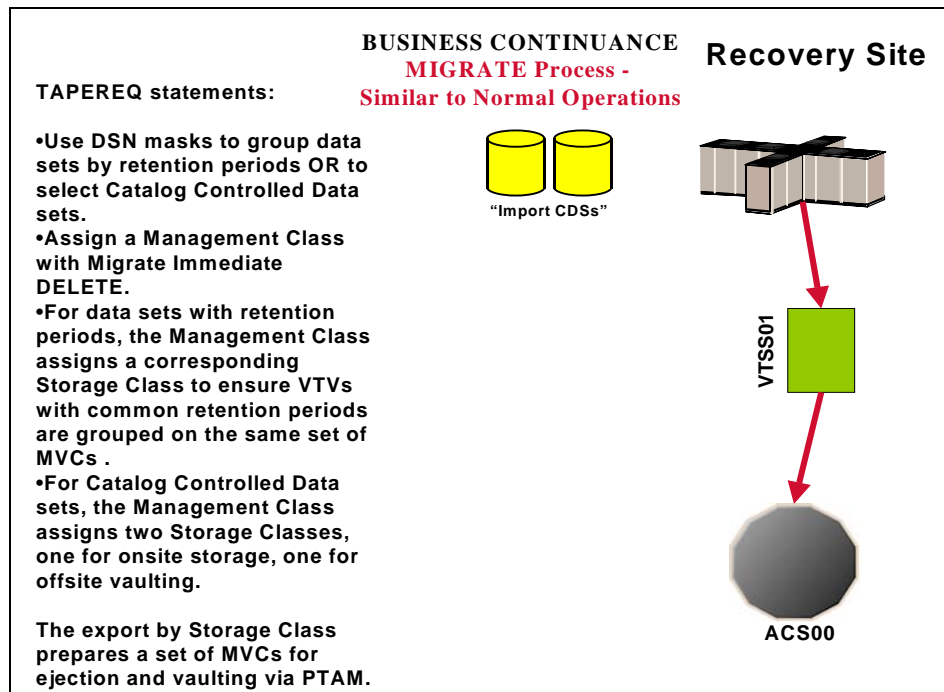 BUSINESS CONTINUANCE
MIGRATE Process -
Similar to Normal Operations
Recovery Site
TAPEREQ statements:
•Use DSN masks to group data
sets by retention periods OR to
select Catalog Controlled Data
sets.
•Assign a Management Class
with Migrate Immediate
DELETE.
•For data sets with retention
periods, the Management Class
assigns a corresponding
Storage Class to ensure VTVs
with common retention periods
are grouped on the same set of
MVCs .
•For Catalog Controlled Data
sets, the Management Class
assigns two Storage Classes,
one for onsite storage, one for
offsite vaulting.
The export by Storage Class
prepares a set of MVCs for
ejection and vaulting via PTAM.
“Import CDSs”
VTSS01
ACS00